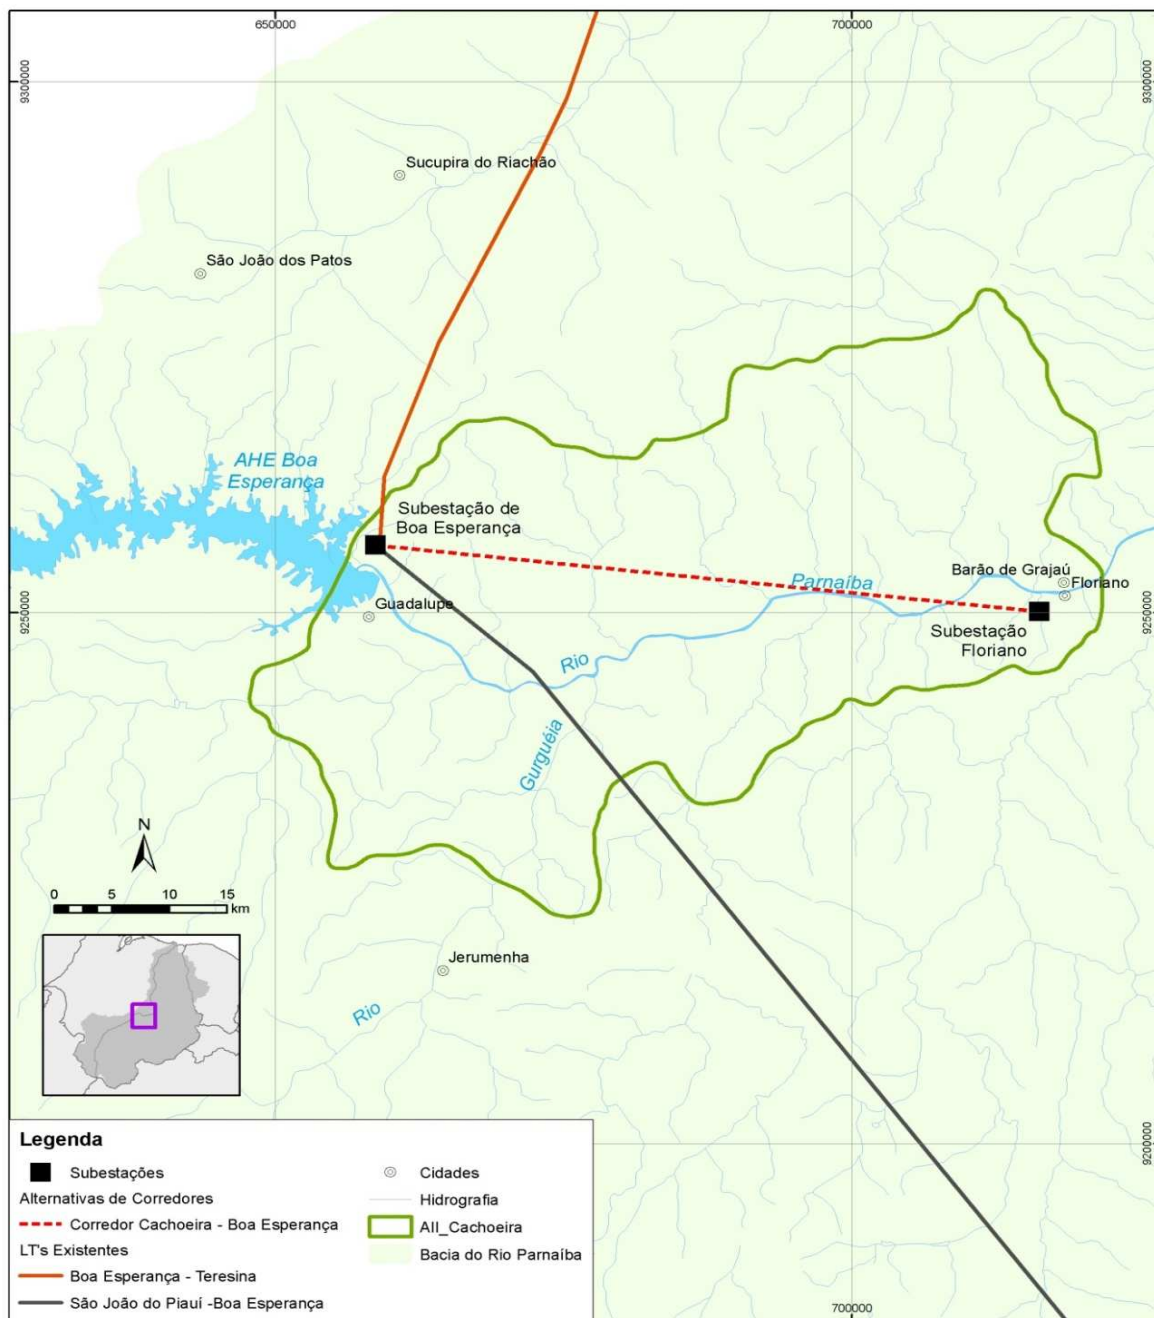 650000
700000
9300000
9300000
Sucupira do Riachão
São João dos Patos
AHE Boa
Esperança
Subestação de
Boa Esperança
Parnaíba
Barão de Grajaú
Floriano
Guadalupe
9250000
9250000
Subestação
Floriano
Rio
Gurguéia
N
0 5 10 15
km
Jerumenha
Rio
9200000
Legenda
Subestações
Alternativas de Corredores
Corredor Cachoeira - Boa Esperança
LT's Existentes
Boa Esperança - Teresina
São João do Piauí -Boa Esperança
Cidades
Hidrografia
All_Cachoeira
Bacia do Rio Parnaíba
700000